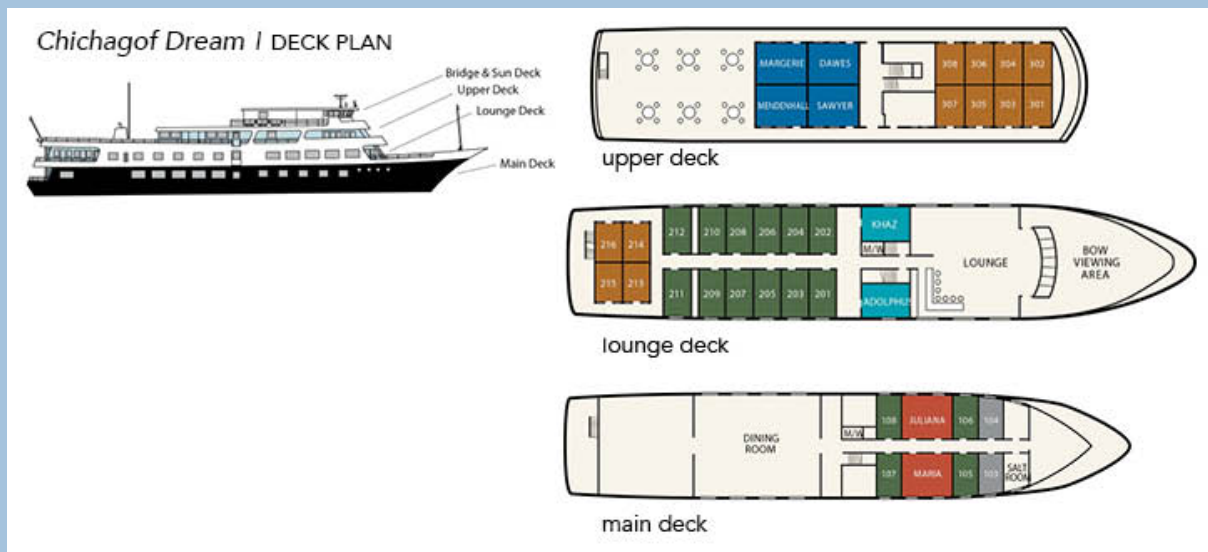 Chichagof Dream | DECK PLAN
Bridge & Sun Deck
Upper Deck
Lounge Deck
Main Deck
MARGERIE DAWES 308 306 304 302
MENDENHALL SAWYER 307 305 303 301
upper deck
216 214 212 210 208 206 204 202 KHAZ
M/W
LOUNGE
BOW
VIEWING
AREA
215 213 211 209 207 205 203 201 ADOLPHUS
lounge deck
108 JULIANA 106 104
M/W
DINING
ROOM
107 MARIA 105 103
SALT
ROOM
main deck